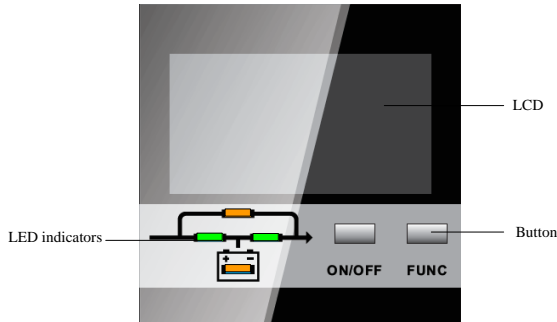 LCD
LED indicators
Button
+ −
ON/OFF FUNC